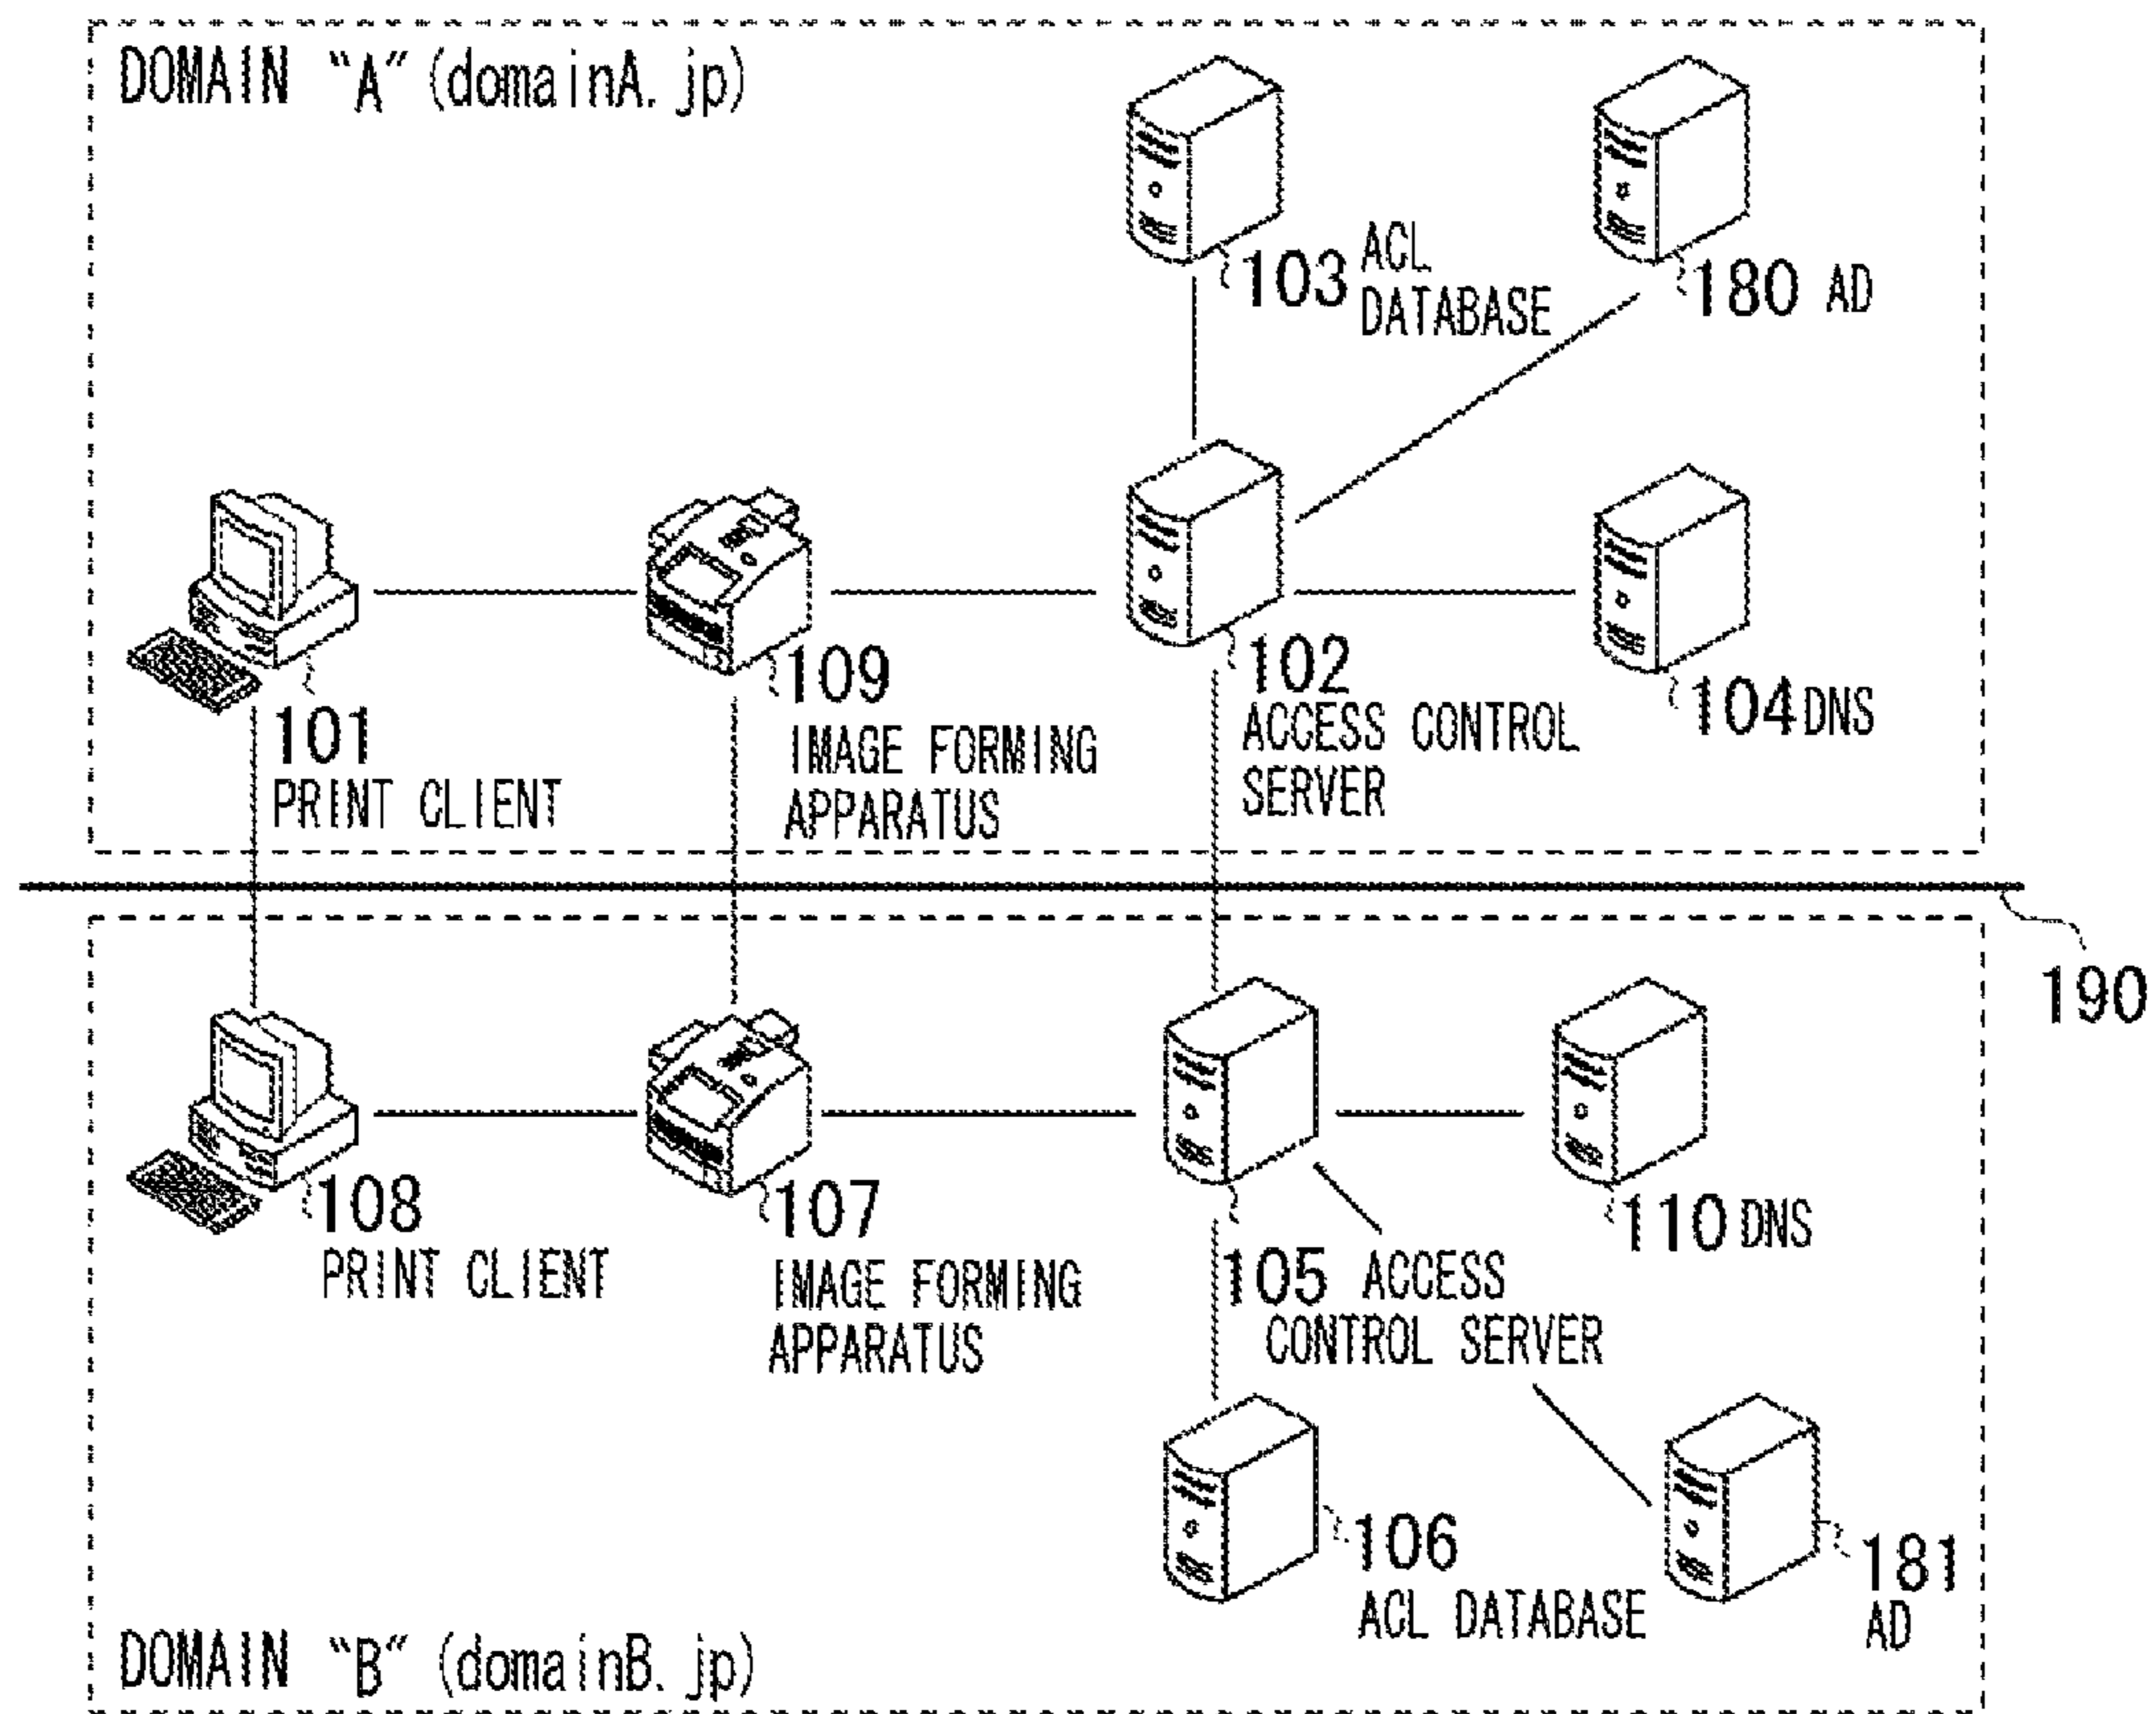 DOMAIN “A” (domainA. jp)
103 ACL
DATABASE
180 AD
101
PRINT CLIENT
109
IMAGE FORMING
APPARATUS
102
ACCESS CONTROL
SERVER
104 DNS
190
108
PRINT CLIENT
107
IMAGE FORMING
APPARATUS
105 ACCESS
CONTROL SERVER
110 DNS
106
ACL DATABASE
181
AD
DOMAIN “B” (domainB. jp)